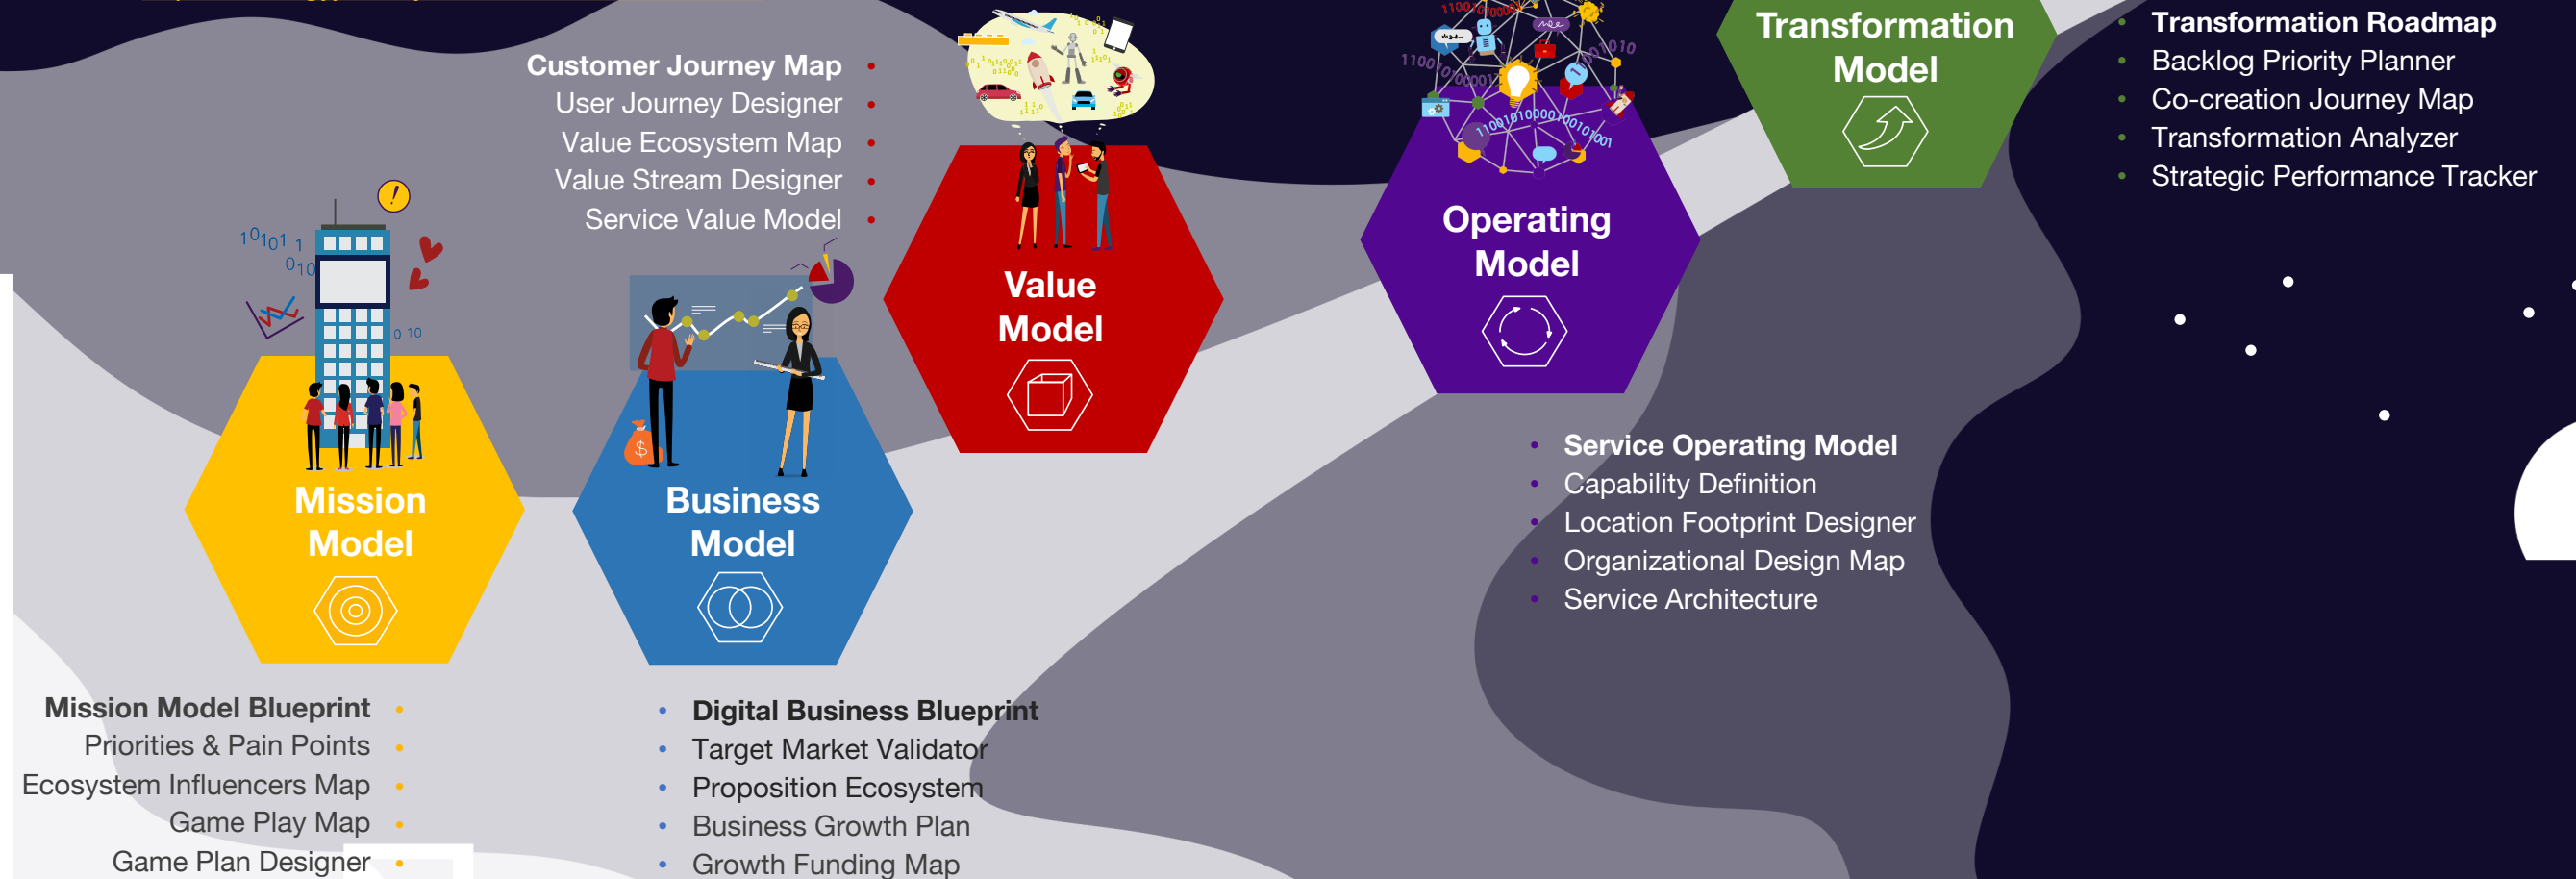 Customer Journey Map
User Journey Designer
Value Ecosystem Map
Value Stream Designer
Service Value Model
Transformation
Model
Transformation Roadmap
Backlog Priority Planner
Co-creation Journey Map
Transformation Analyzer
Strategic Performance Tracker
Operating
Model
Value
Model
Mission
Model
Business
Model
$
Service Operating Model
Capability Definition
Location Footprint Designer
Organizational Design Map
Service Architecture
Mission Model Blueprint
Priorities & Pain Points
Ecosystem Influencers Map
Game Play Map
Game Plan Designer
Digital Business Blueprint
Target Market Validator
Proposition Ecosystem
Business Growth Plan
Growth Funding Map